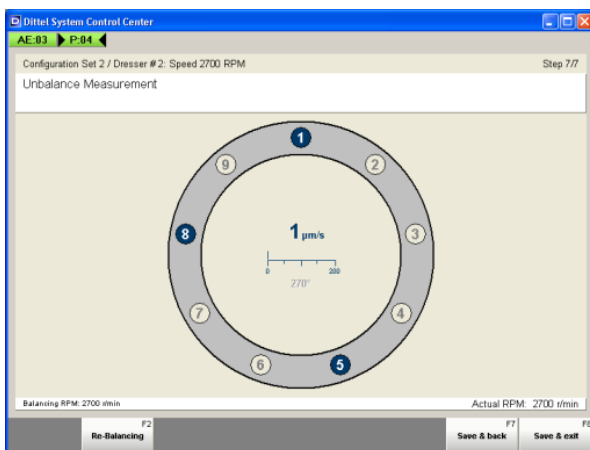 Dittel System Control Center
AE:03 P:04
Configuration Set 2 / Dresser # 2: Speed 2700 RPM Step 7/7
Unbalance Measurement
1
9 2
8 3
1 µm/s
0 200
270°
7 4
6 5
Balancing RPM: 2700 r/min Actual RPM: 2700 r/min
F2 F7 F8
Re-Balancing Save & back Save & exit